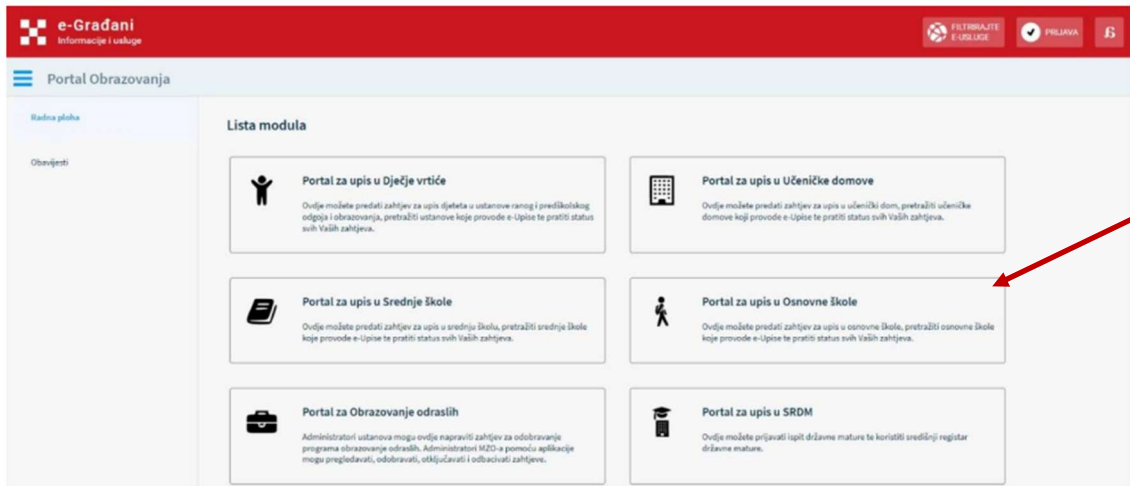 e-Građani
Informacije i usluge
FILTRIRAJTE
E-USLUGE
PRIJAVA
Portal Obrazovanja
Radna ploha
Obavijesti
Lista modula
Portal za upis u Dječje vrtiće
Ovdje možete predati zahtjev za upis djeteta u ustanove ranog i predškolskog
odgoja i obrazovanja, pretražiti ustanove koje provode e-Upise te pratiti status
svih Vaših zahtjeva.
Portal za upis u Učeničke domove
Ovdje možete predati zahtjev za upis u učenički dom, pretražiti učeničke
domove koji provode e-Upise te pratiti status svih Vaših zahtjeva.
Portal za upis u Srednje škole
Ovdje možete predati zahtjev za upis u srednju školu, pretražiti srednje škole
koje provode e-Upise te pratiti status svih Vaših zahtjeva.
Portal za upis u Osnovne škole
Ovdje možete predati zahtjev za upis u osnovne škole, pretražiti osnovne škole
koje provode e-Upise te pratiti status svih Vaših zahtjeva.
Portal za Obrazovanje odraslih
Administratori ustanova mogu ovdje napraviti zahtjev za odobravanje
programa obrazovanje odraslih. Administratori MZO-a pomoću aplikacije
mogu pregledavati, odobravati, otključavati i odbacivati zahtjeve.
Portal za upis u SRDM
Ovdje možete prijavati ispit državne mature te koristiti središnji registar
državne mature.